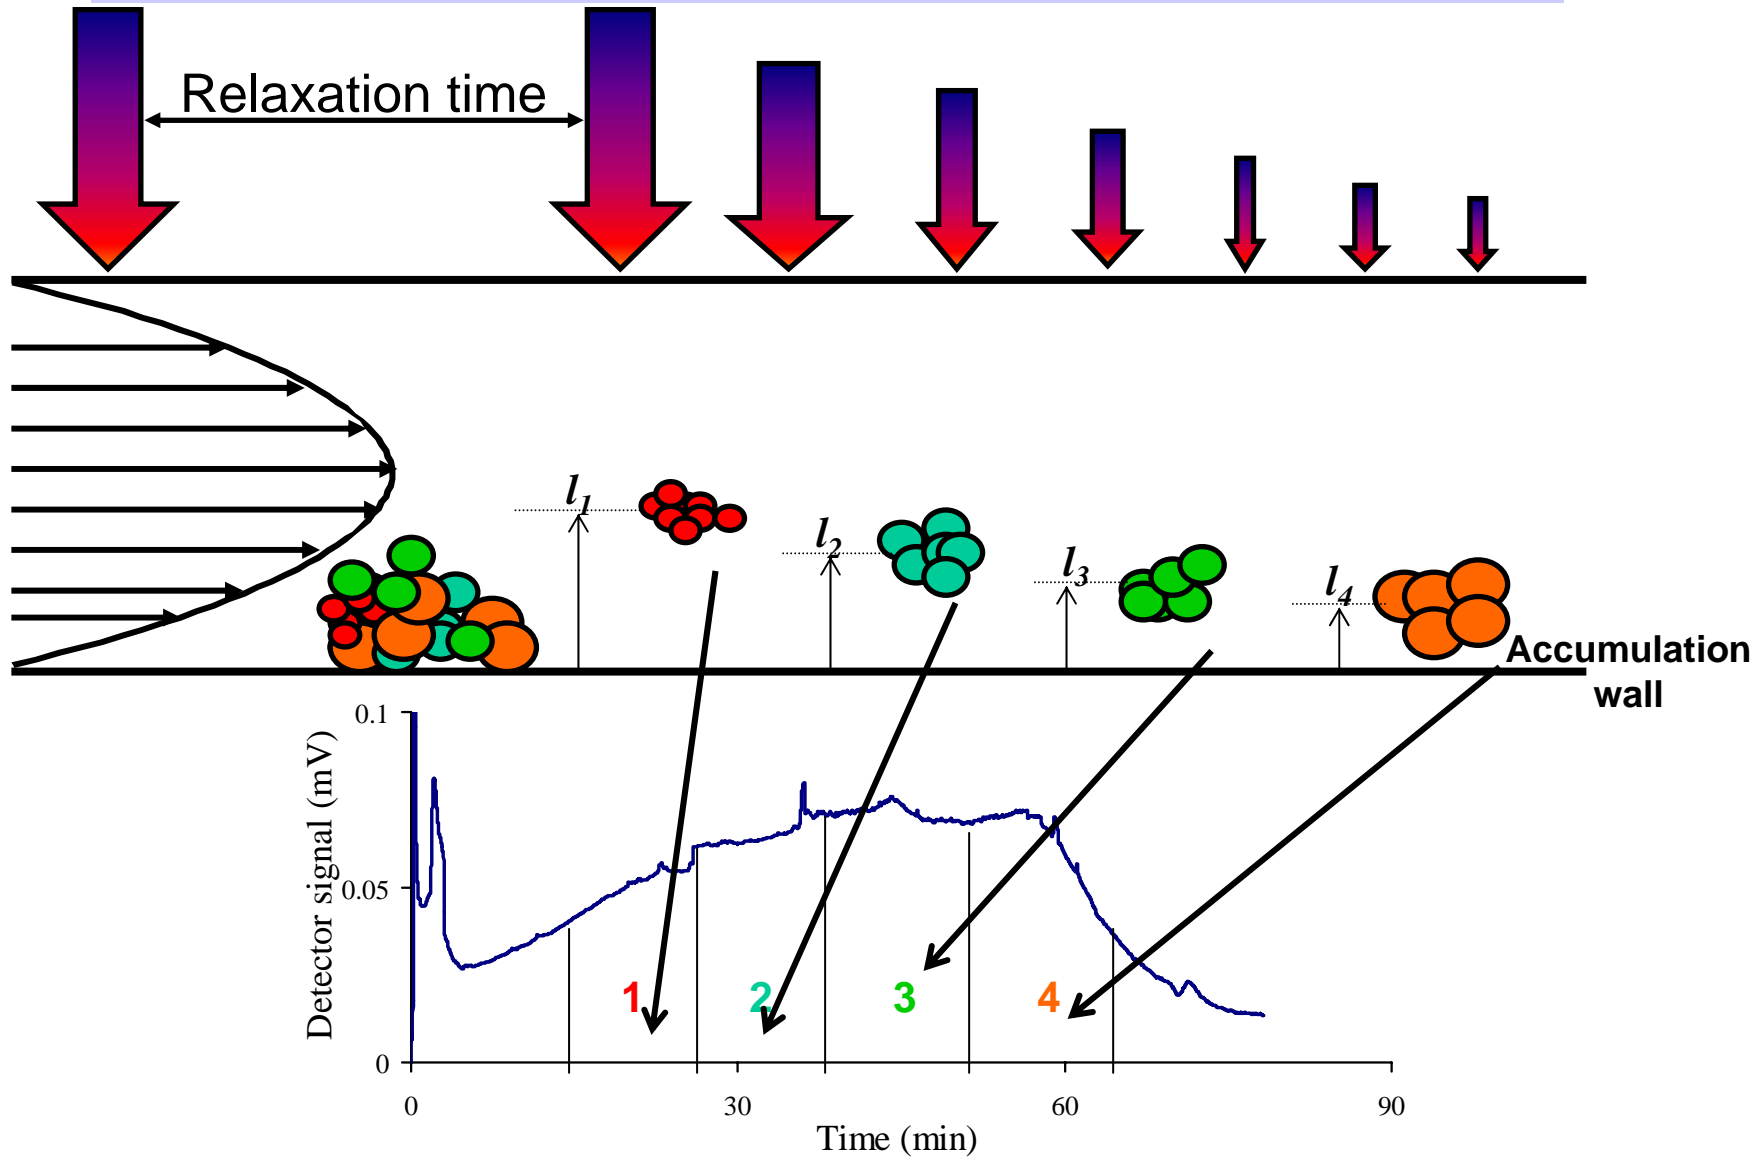 Relaxation time
l1
l2
l3
l4
Accumulation
wall
Detector signal (mV)
0.1
0.05
0
1
2
3
4
0
30
60
90
Time (min)